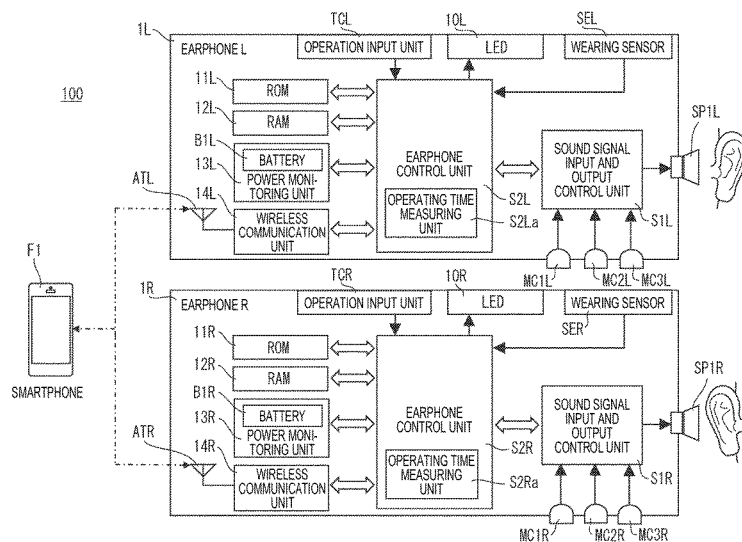 TCL
10L
SEL
1L
EARPHONE L
OPERATION INPUT UNIT
LED
WEARING SENSOR
100
11L
ROM
12L
RAM
SP1L
B1L
BATTERY
13L
POWER MONI-
TORING UNIT
EARPHONE
CONTROL UNIT
SOUND SIGNAL
INPUT AND
OUTPUT
CONTROL UNIT
ATL
14L
WIRELESS
COMMUNICATION
UNIT
OPERATING TIME
MEASURING
UNIT
S2L
S2La
S1L
F1
MC1L
MC2L
MC3L
SMARTPHONE
TCR
10R
1R
EARPHONE R
OPERATION INPUT UNIT
LED
WEARING SENSOR
SER
11R
ROM
12R
RAM
SP1R
B1R
BATTERY
13R
POWER MONI-
TORING UNIT
EARPHONE
CONTROL UNIT
SOUND SIGNAL
INPUT AND
OUTPUT
CONTROL UNIT
ATR
14R
WIRELESS
COMMUNICATION
UNIT
OPERATING TIME
MEASURING
UNIT
S2R
S2Ra
S1R
MC1R
MC2R
MC3R